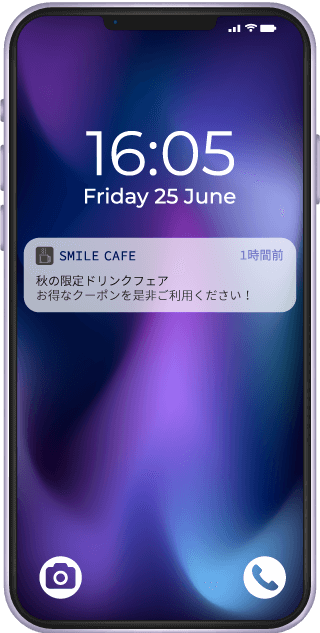 16:05
Friday 25 June
SMILE CAFE 1時間前
秋の限定ドリンクフェア
お得なクーポンを是非ご利用ください！